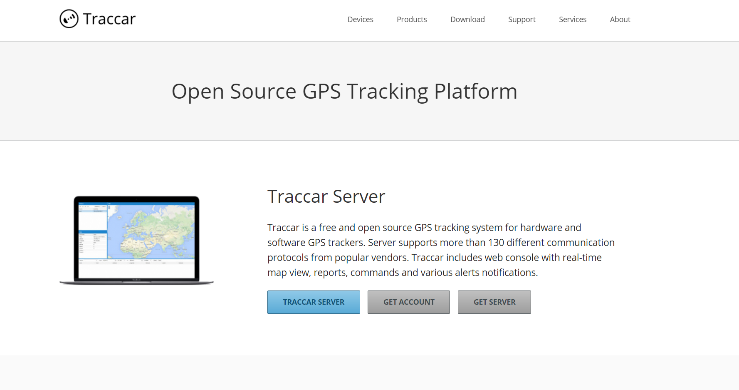 Traccar
Devices Products Download Support Services About
Open Source GPS Tracking Platform
Traccar Server
Traccar is a free and open source GPS tracking system for hardware and
software GPS trackers. Server supports more than 130 different communication
protocols from popular vendors. Traccar includes web console with real-time
map view, reports, commands and various alerts notifications.
TRACCAR SERVER GET ACCOUNT GET SERVER